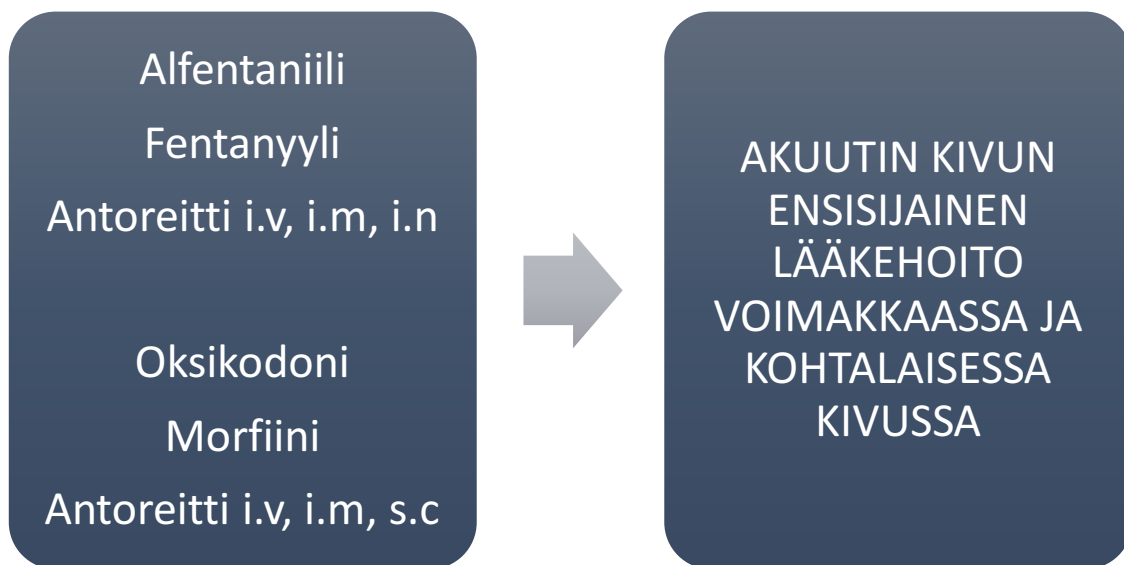 Alfentaniili
Fentanyyli
Antoreitti i.v, i.m, i.n
Oksikodoni
Morfiini
Antoreitti i.v, i.m, s.c
AKUUTIN KIVUN
ENSISIJAINEN
LÄÄKEHOITO
VOIMAKKAASSA JA
KOHTALAISESSA
KIVUSSA